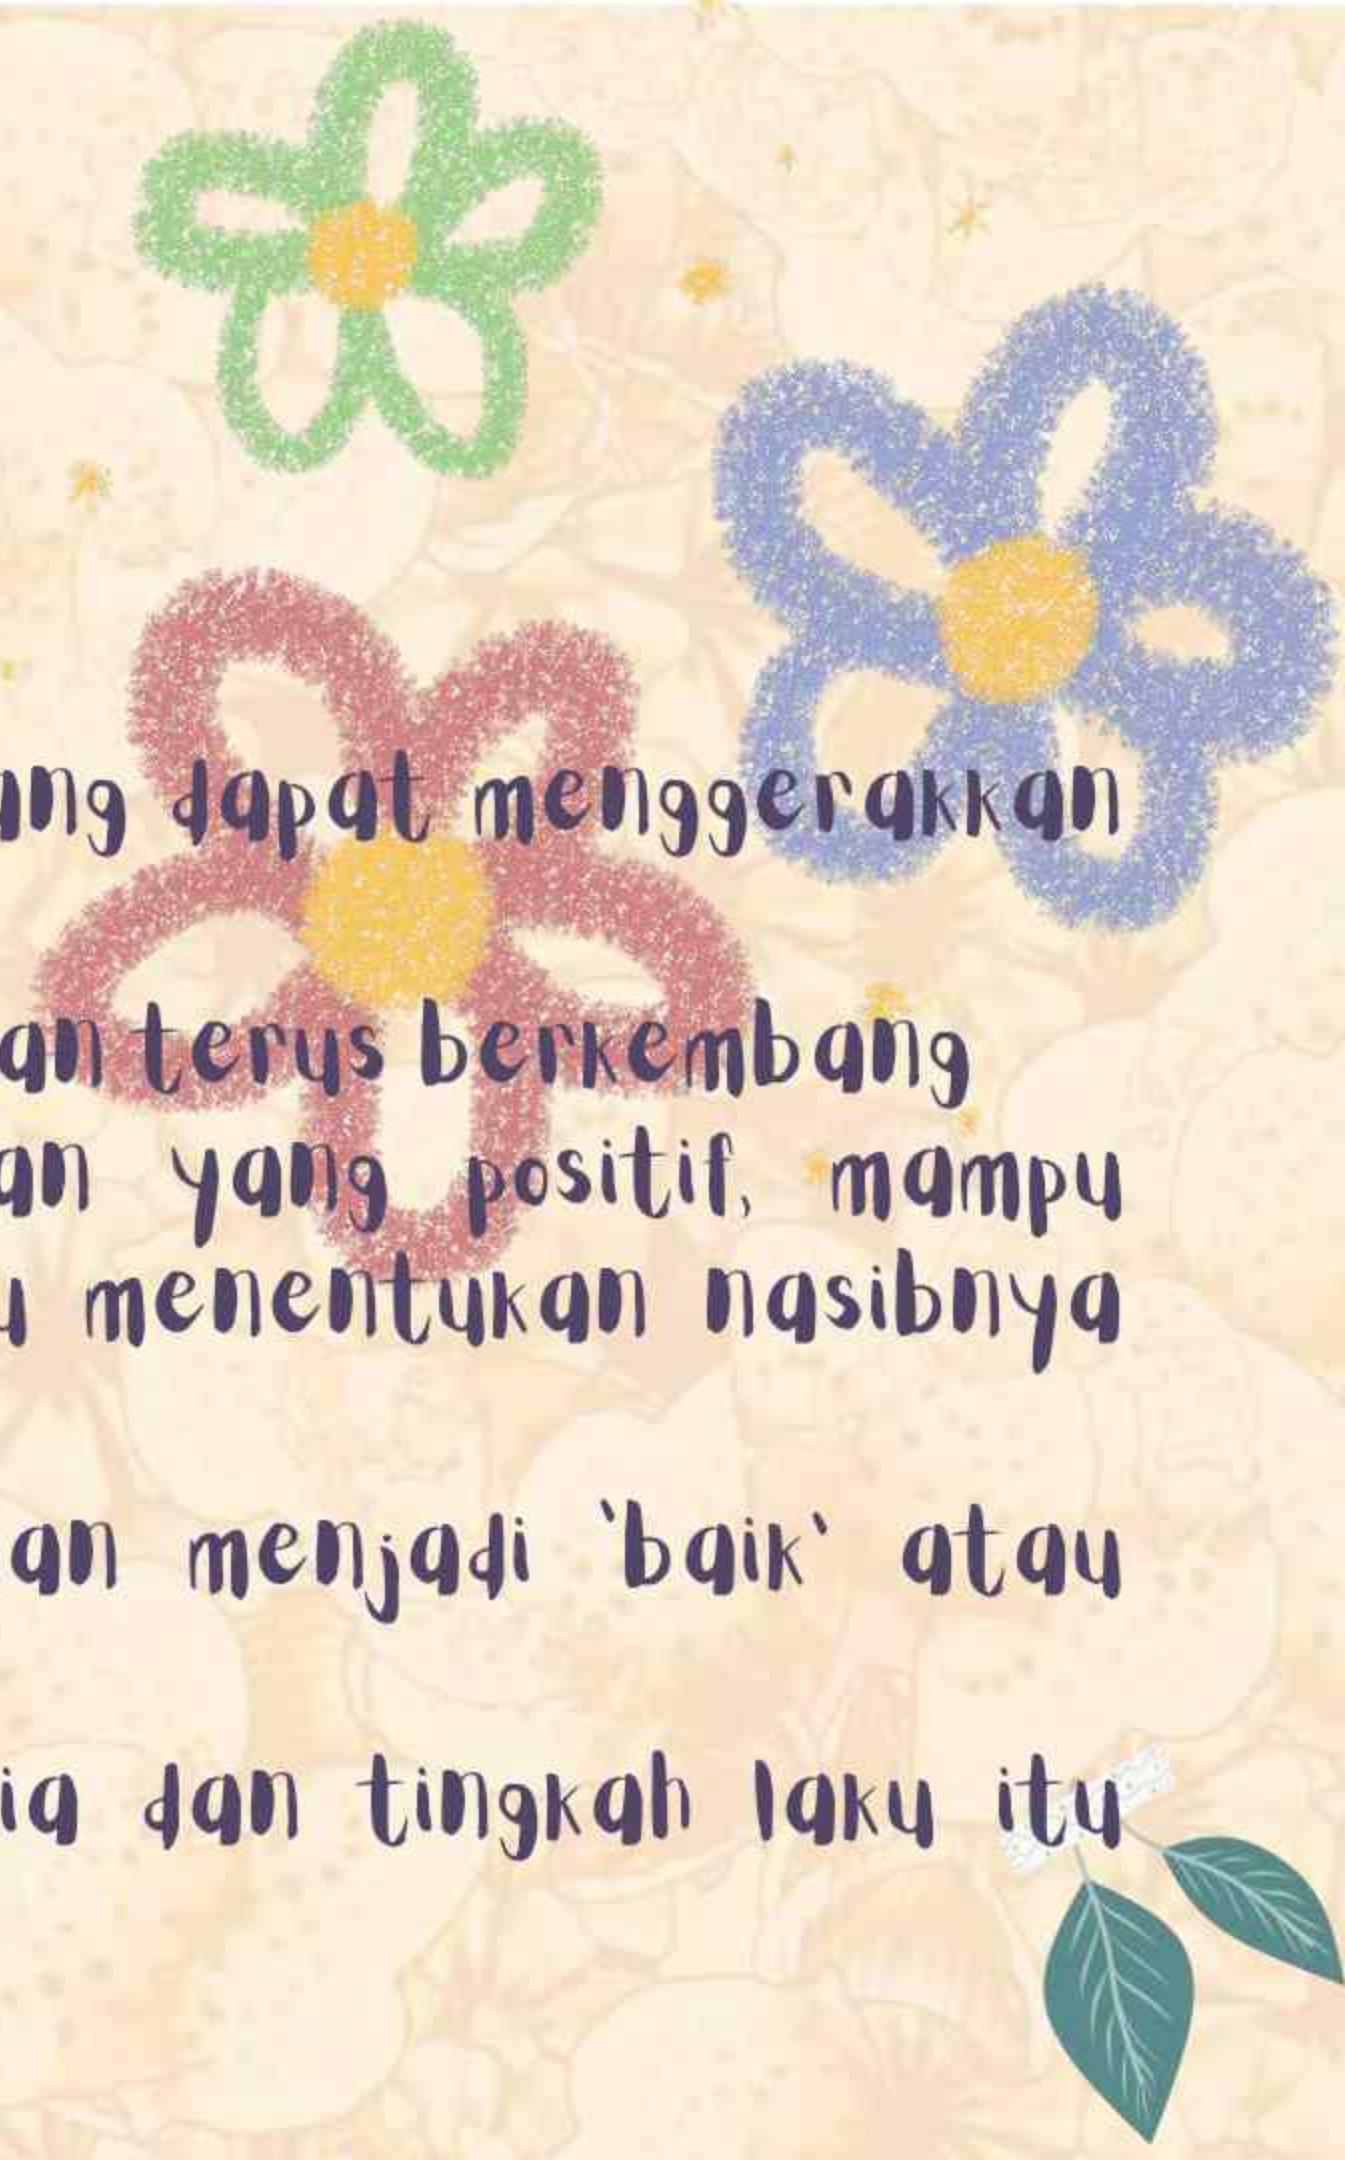 ang dapat menggerakkan
an terus berkembang
an yang positif, mampu
u menentukan nasibnya
an menjadi `baik` atau
ia dan tingkah laku itu